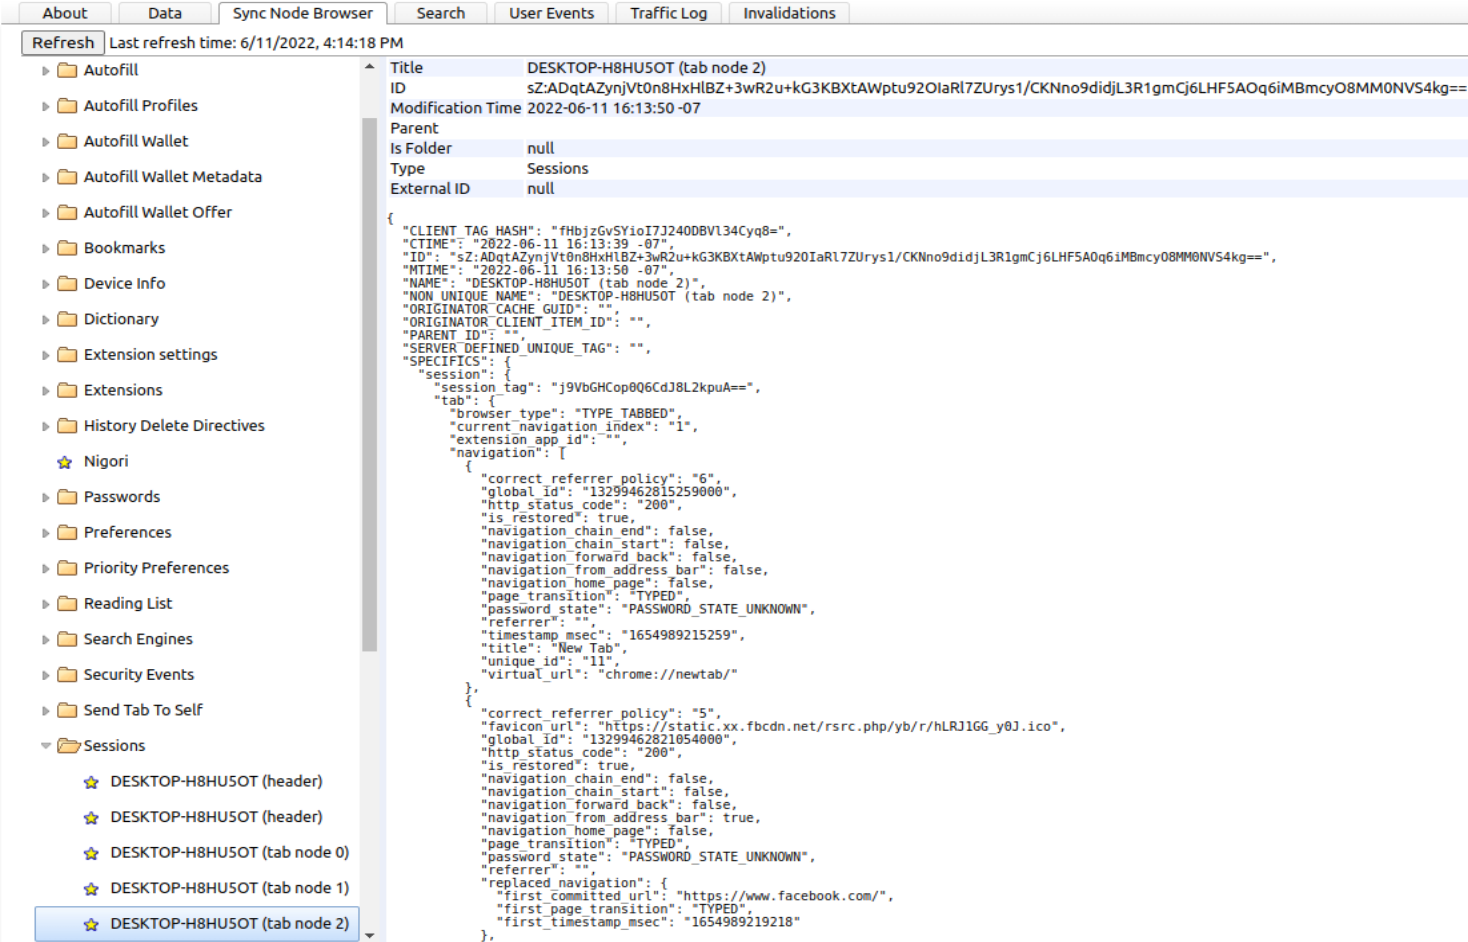 About Data Sync Node Browser Search User Events Traffic Log Invalidations
Refresh Last refresh time: 6/11/2022, 4:14:18 PM
Autofill
Autofill Profiles
Autofill Wallet
Autofill Wallet Metadata
Autofill Wallet Offer
Bookmarks
Device Info
Dictionary
Extension settings
Extensions
History Delete Directives
Nigori
Passwords
Preferences
Priority Preferences
Reading List
Search Engines
Security Events
Send Tab To Self
Sessions
DESKTOP-H8HU5OT (header)
DESKTOP-H8HU5OT (header)
DESKTOP-H8HU5OT (tab node 0)
DESKTOP-H8HU5OT (tab node 1)
DESKTOP-H8HU5OT (tab node 2)
Title DESKTOP-H8HU5OT (tab node 2)
ID sZ:ADqtAZynjVt0n8HxHlBZ+3wR2u+kG3KBXtAWptu92OIaRl7ZUrys1/CKNno9didjL3R1gmCj6LHF5AOq6iMBmcyO8MM0NVS4kg==
Modification Time 2022-06-11 16:13:50 -07
Parent
Is Folder null
Type Sessions
External ID null
{
"CLIENT_TAG_HASH": "fHbjzGvSYioI7J24ODBVl34Cyq8=",
"CTIME": "2022-06-11 16:13:39 -07",
"ID": "sZ:ADqtAZynjVt0n8HxHlBZ+3wR2u+kG3KBXtAWptu92OIaRl7ZUrys1/CKNno9didjL3R1gmCj6LHF5AOq6iMBmcyO8MM0NVS4kg==",
"MTIME": "2022-06-11 16:13:50 -07",
"NAME": "DESKTOP-H8HU5OT (tab node 2)",
"NON_UNIQUE_NAME": "DESKTOP-H8HU5OT (tab node 2)",
"ORIGINATOR_CACHE_GUID": "",
"ORIGINATOR_CLIENT_ITEM_ID": "",
"PARENT_ID": "",
"SERVER_DEFINED_UNIQUE_TAG": "",
"SPECIFICS": {
"session": {
"session_tag": "j9VbGHCop0Q6CdJ8L2kpuA==",
"tab": {
"browser_type": "TYPE_TABBED",
"current_navigation_index": "1",
"extension_app_id": "",
"navigation": [
{
"correct_referrer_policy": "6",
"global_id": "13299462815259000",
"http_status_code": "200",
"is_restored": true,
"navigation_chain_end": false,
"navigation_chain_start": false,
"navigation_forward_back": false,
"navigation_from_address_bar": false,
"navigation_home_page": false,
"page_transition": "TYPED",
"password_state": "PASSWORD_STATE_UNKNOWN",
"referrer": "",
"timestamp_msec": "1654989215259",
"title": "New Tab",
"unique_id": "11",
"virtual_url": "chrome://newtab/"
},
{
"correct_referrer_policy": "5",
"favicon_url": "https://static.xx.fbcdn.net/rsrc.php/yb/r/hLRJ1GG_y0J.ico",
"global_id": "13299462821054000",
"http_status_code": "200",
"is_restored": true,
"navigation_chain_end": false,
"navigation_chain_start": false,
"navigation_forward_back": false,
"navigation_from_address_bar": true,
"navigation_home_page": false,
"page_transition": "TYPED",
"password_state": "PASSWORD_STATE_UNKNOWN",
"referrer": "",
"replaced_navigation": {
"first_committed_url": "https://www.facebook.com/",
"first_page_transition": "TYPED",
"first_timestamp_msec": "1654989219218"
},